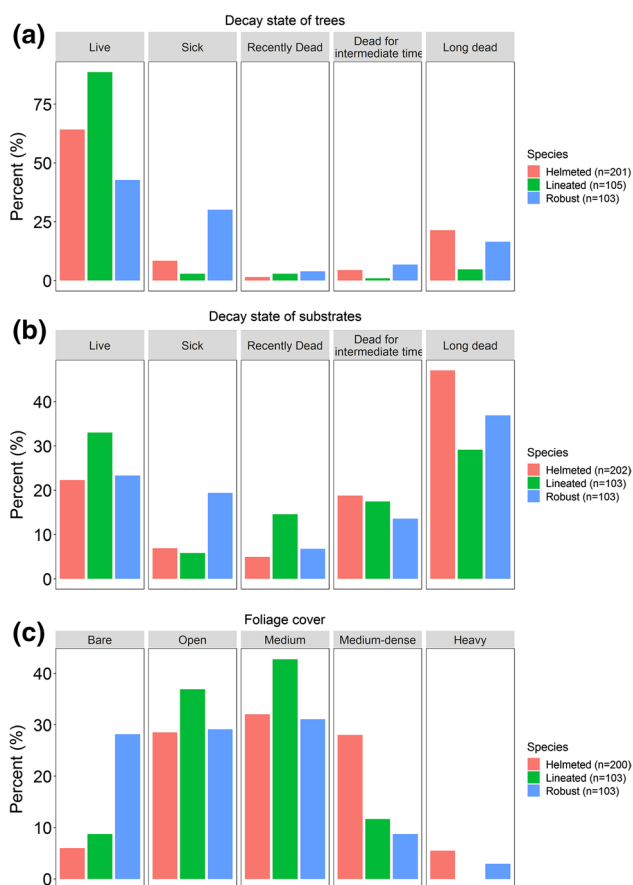 (a)
Decay state of trees
Live Sick Recently Dead Dead for intermediate time Long dead
Percent (%)
75
50
25
0
Species
Helmeted (n=201)
Lineated (n=105)
Robust (n=103)
(b)
Decay state of substrates
Live Sick Recently Dead Dead for intermediate time Long dead
Percent (%)
40
30
20
10
0
Species
Helmeted (n=202)
Lineated (n=103)
Robust (n=103)
(c)
Foliage cover
Bare Open Medium Medium-dense Heavy
Percent (%)
40
30
20
10
0
Species
Helmeted (n=200)
Lineated (n=103)
Robust (n=103)